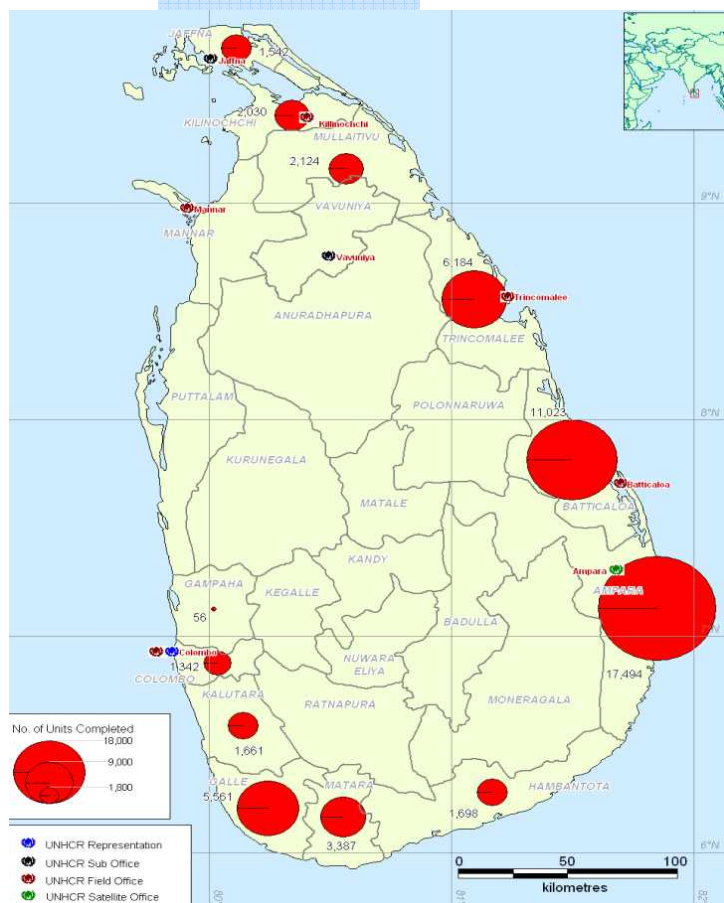 JAFFNA
1,542
Jaffna
2,030
KILINOCHCHI
Kilinochchi
MULLAITIVU
2,124
9°N
Mannar
VAVUNIYA
MANNAR
Vavuniya
6,184
Trincomalee
ANURADHAPURA
TRINCOMALEE
8°N
PUTTALAM
POLONNARUWA
11,023
KURUNEGALA
Batticaloa
MATALE
BATTICALOA
KANDY
Ampara
GAMPAHA
KEGALLE
AMPARA
56
BADULLA
7°N
Colombo
1,342
NUWARA
ELIYA
COLOMBO
17,494
KALUTARA
RATNAPURA
MONERAGALA
No. of Units Completed
18,000
9,000
1,800
1,661
GALLE
MATARA
HAMBANTOTA
5,561
1,698
3,387
6°N
UNHCR Representation
UNHCR Sub Office
UNHCR Field Office
UNHCR Satellite Office
0 50 100
kilometres
80°
81°
82°